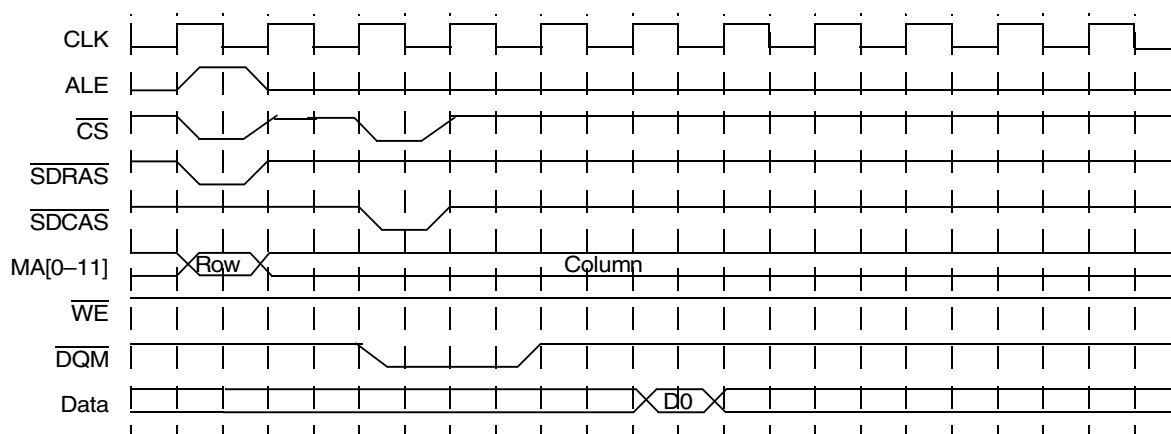 CLK
ALE
CS
SDRAS
SDCAS
MA[0–11] Row Column
WE
DQM
Data D0